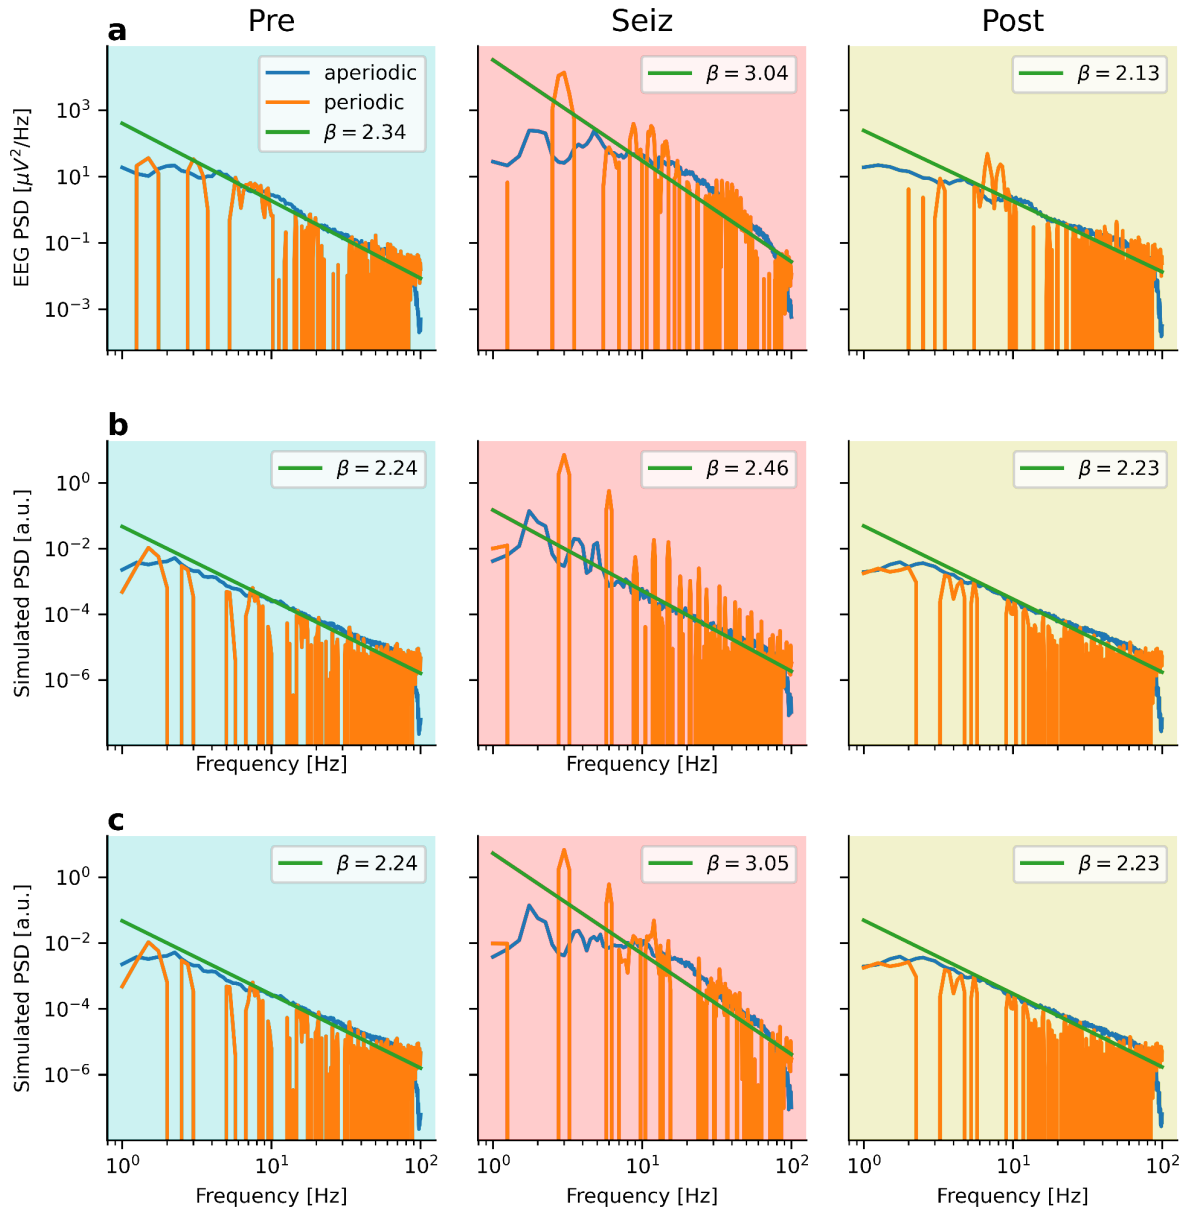 Pre Seiz Post
a
EEG PSD [μV²/Hz]
10³
10¹
10⁻¹
10⁻³
aperiodic
periodic
β = 2.34
β = 3.04
β = 2.13
b
Simulated PSD [a.u.]
10⁰
10⁻²
10⁻⁴
10⁻⁶
β = 2.24
β = 2.46
β = 2.23
Frequency [Hz] Frequency [Hz]
c
Simulated PSD [a.u.]
10⁰
10⁻²
10⁻⁴
10⁻⁶
β = 2.24
β = 3.05
β = 2.23
10⁰ 10¹ 10² 10⁰ 10¹ 10² 10⁰ 10¹ 10²
Frequency [Hz] Frequency [Hz] Frequency [Hz]